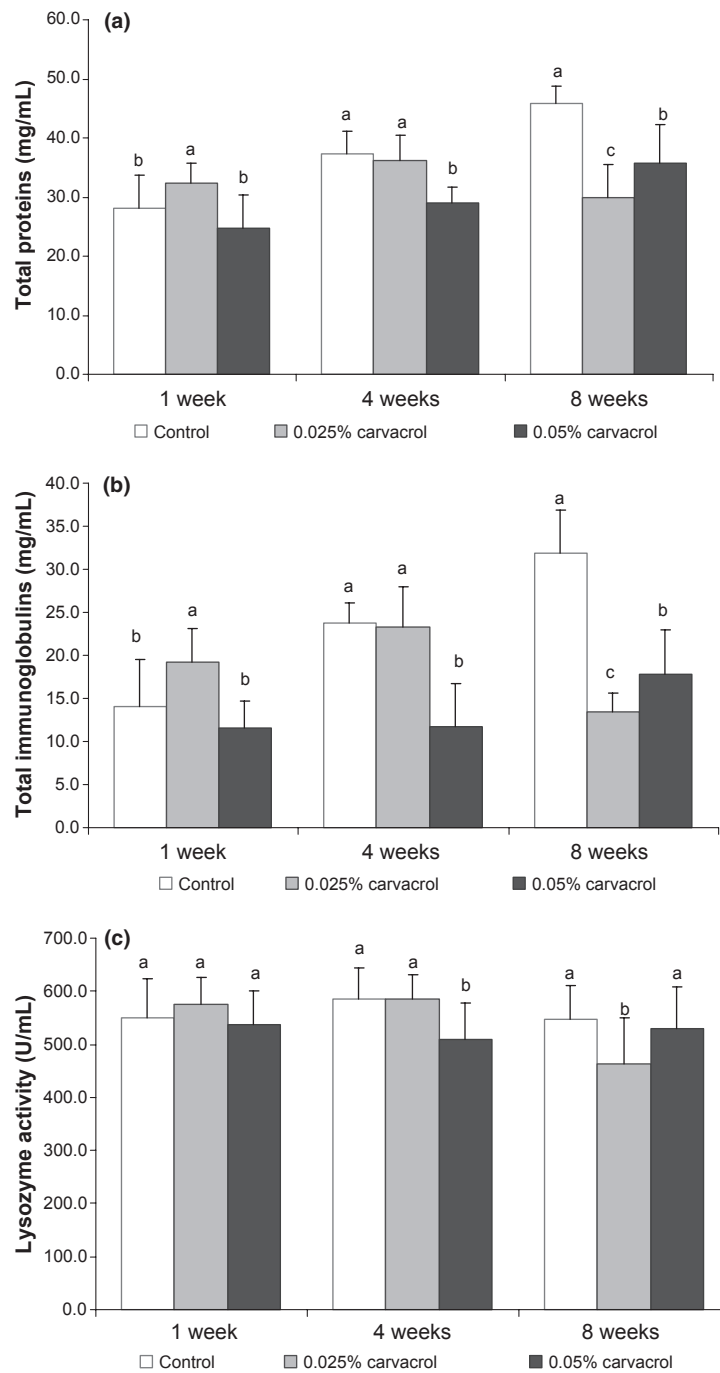 (a)
Total proteins (mg/mL)
60.0
50.0
40.0
30.0
20.0
10.0
0.0
b
a
b
a
a
b
a
c
b
1 week
4 weeks
8 weeks
Control
0.025% carvacrol
0.05% carvacrol
(b)
Total immunoglobulins (mg/mL)
40.0
35.0
30.0
25.0
20.0
15.0
10.0
5.0
0.0
b
a
b
a
a
b
a
c
b
1 week
4 weeks
8 weeks
Control
0.025% carvacrol
0.05% carvacrol
(c)
Lysozyme activity (U/mL)
700.0
600.0
500.0
400.0
300.0
200.0
100.0
0.0
a
a
a
a
a
b
a
b
a
1 week
4 weeks
8 weeks
Control
0.025% carvacrol
0.05% carvacrol